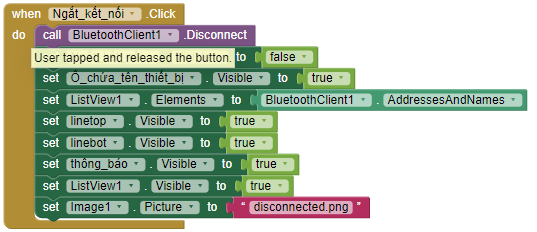 when Ngắt_kết_nối .Click
do call BluetoothClient1 .Disconnect
User tapped and released the button. to false
set Ô_chứa_tên_thiết_bị . Visible to true
set ListView1 . Elements to BluetoothClient1 . AddressesAndNames
set linetop . Visible to true
set linebot . Visible to true
set thông_báo . Visible to true
set ListView1 . Visible to true
set Image1 . Picture to " disconnected.png "